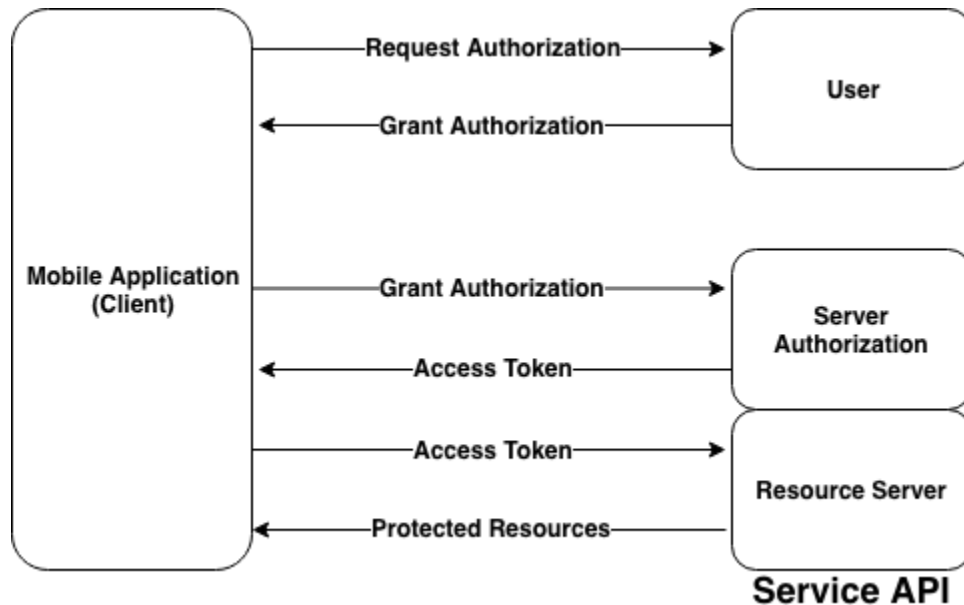 Request Authorization
User
Grant Authorization
Mobile Application
(Client)
Grant Authorization
Server
Authorization
Access Token
Access Token
Resource Server
Protected Resources
Service API